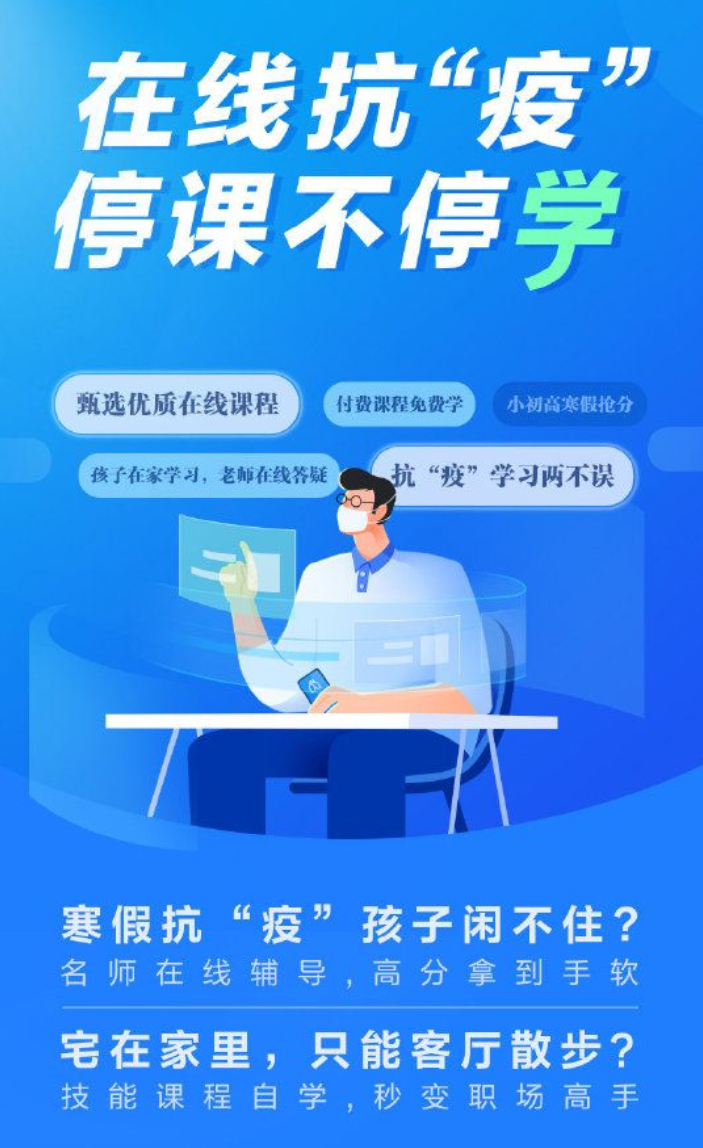 在线抗“疫”
停课不停学
甄选优质在线课程
付费课程免费学
小初高寒假抢分
孩子在家学习，老师在线答疑
抗“疫”学习两不误
寒假抗“疫”孩子闲不住？
名师在线辅导，高分拿到手软
宅在家里，只能客厅散步？
技能课程自学，秒变职场高手